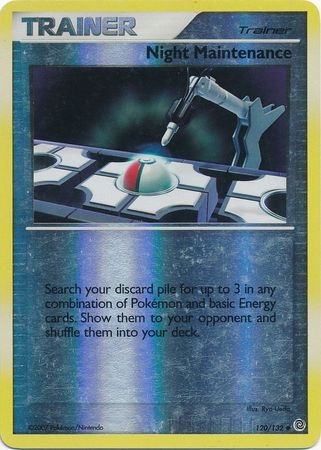 TRAINER
Trainer
Night Maintenance
Search your discard pile for up to 3 in any
combination of Pokémon and basic Energy
cards. Show them to your opponent and
shuffle them into your deck.
Illus. Ryo Ueda
©2007 Pokémon/Nintendo
120/132